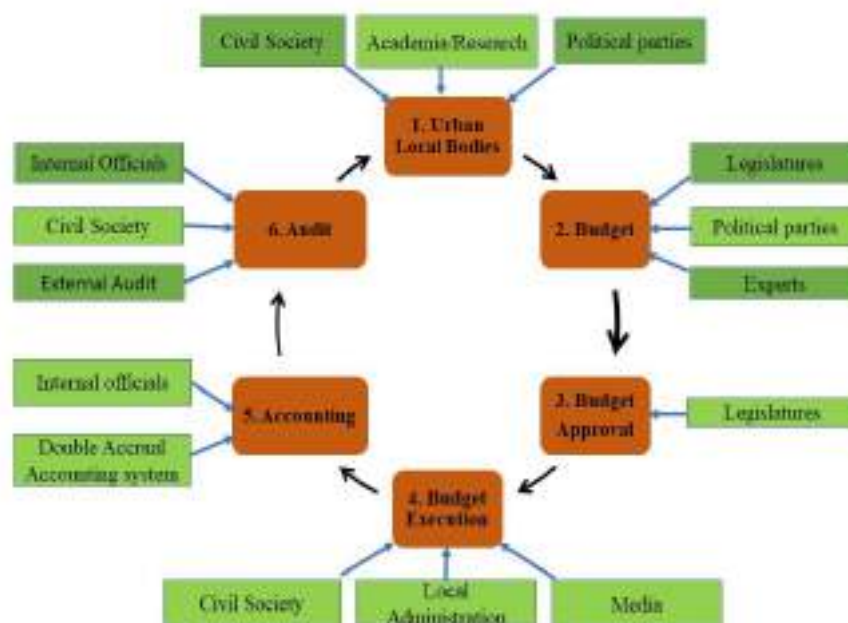 Civil Society
Academia/Research
Political parties
1. Urban
Local Bodies
Internal Officials
Civil Society
External Audit
6. Audit
2. Budget
Legislatures
Political parties
Experts
Internal officials
Double Accrual
Accounting system
5. Accounting
3. Budget
Approval
Legislatures
4. Budget
Execution
Civil Society
Local
Administration
Media